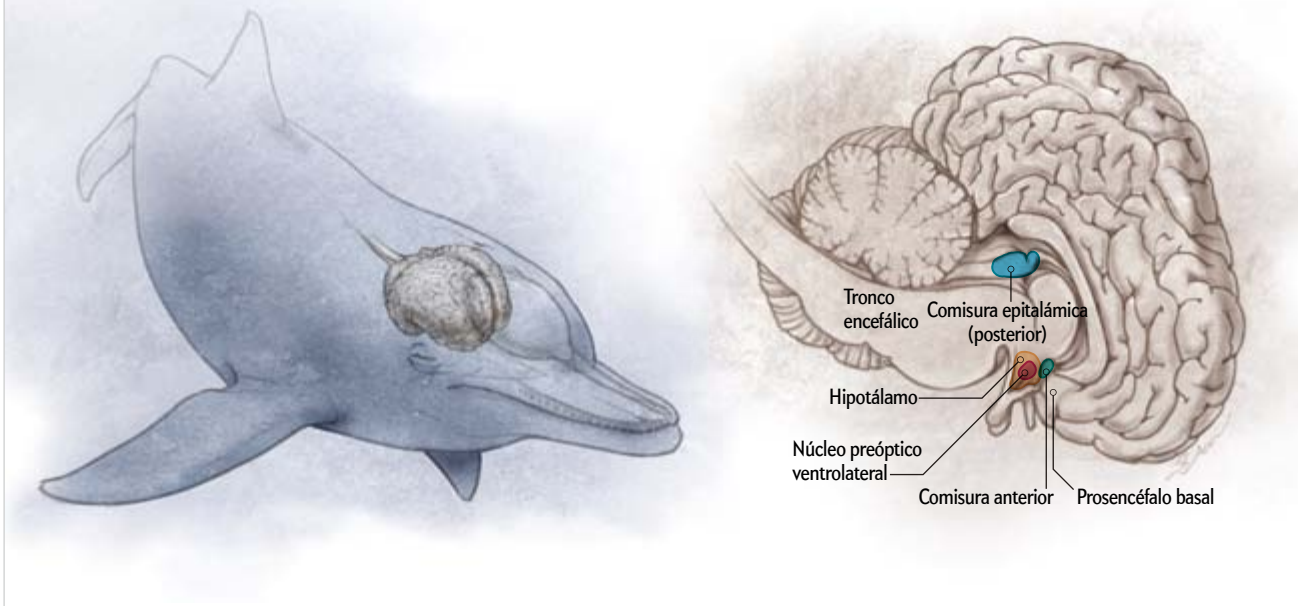 Tronco
encefálico
Comisura epitalámica
(posterior)
Hipotálamo
Núcleo preóptico
ventrolateral
Comisura anterior
Prosencéfalo basal